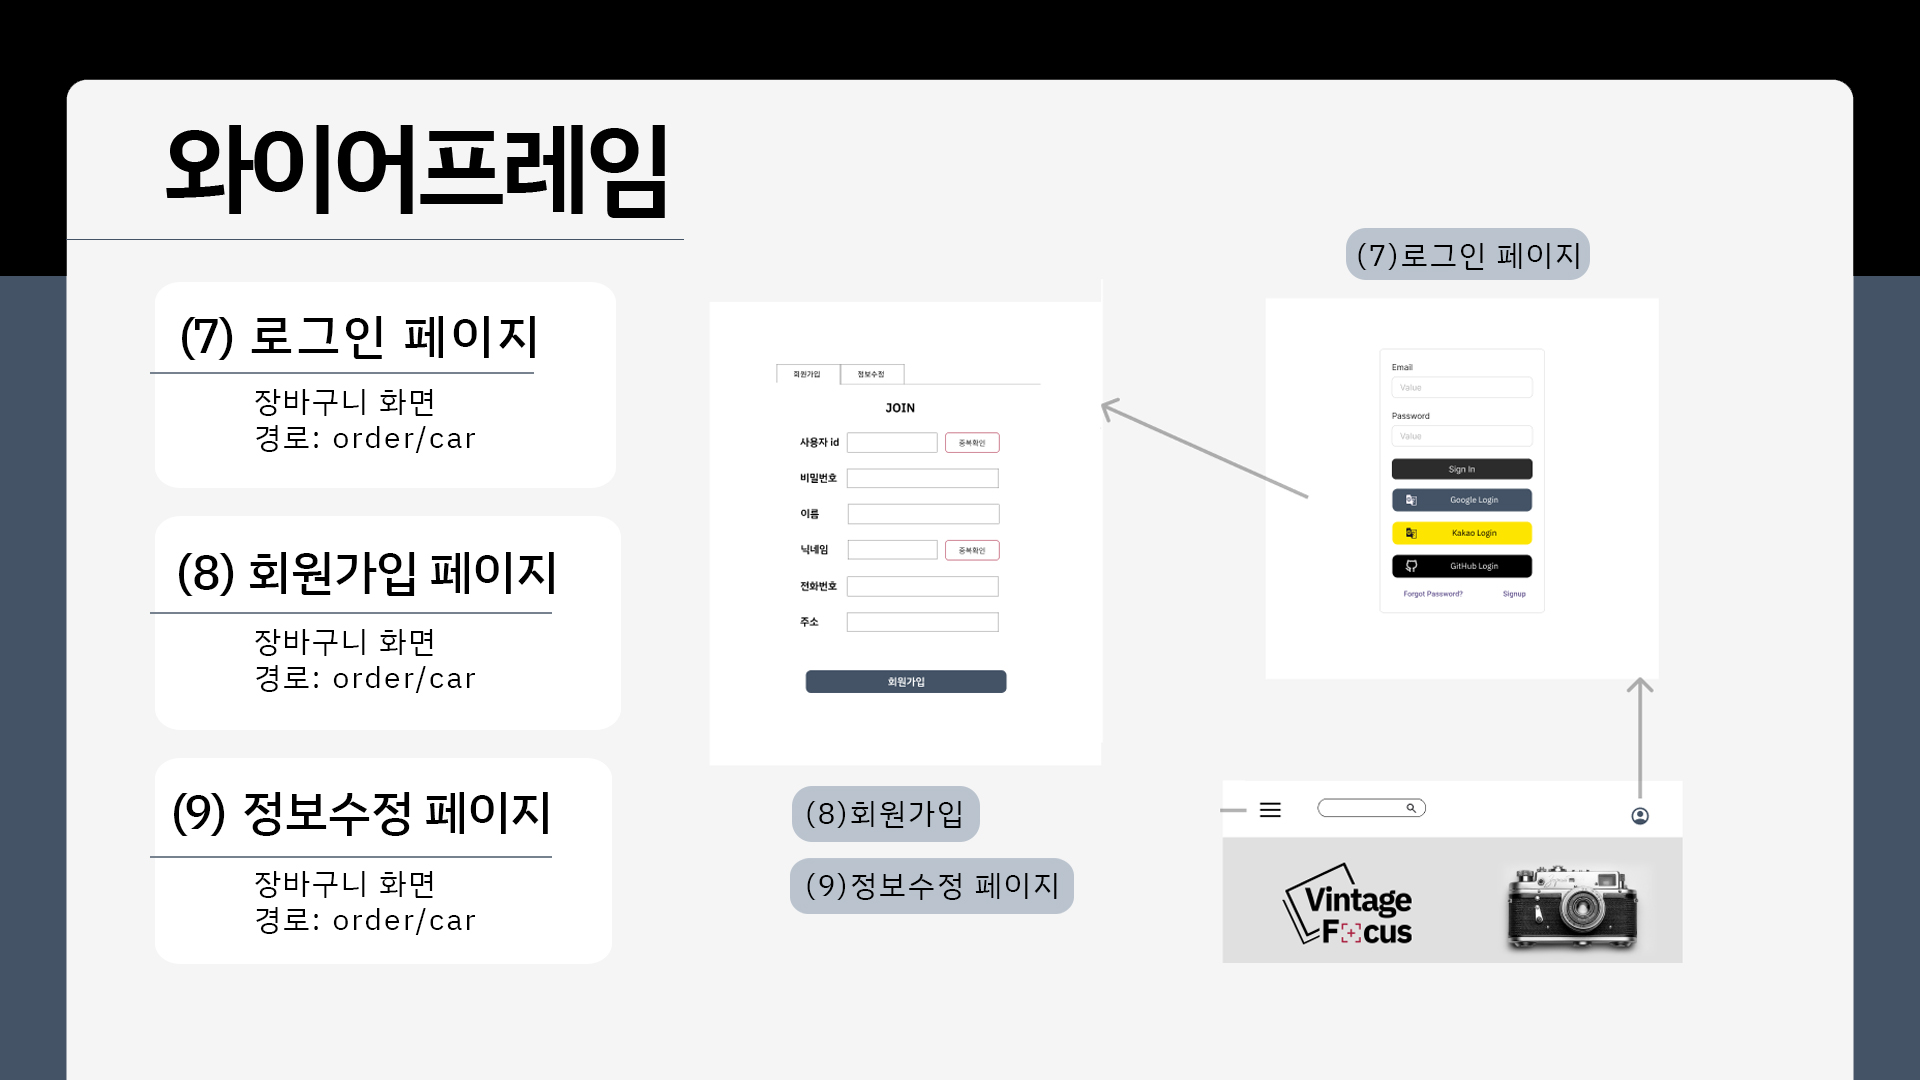 와이어프레임
(7) 로그인 페이지
장바구니 화면
경로: order/car
(8) 회원가입 페이지
장바구니 화면
경로: order/car
(9) 정보수정 페이지
장바구니 화면
경로: order/car
회원가입
정보수정
JOIN
사용자 id
중복확인
비밀번호
이름
닉네임
중복확인
전화번호
주소
회원가입
(8)회원가입
(9)정보수정 페이지
(7)로그인 페이지
Email
Value
Password
Value
Sign In
Google Login
Kakao Login
GitHub Login
Forgot Password?
Signup
Vintage
Focus